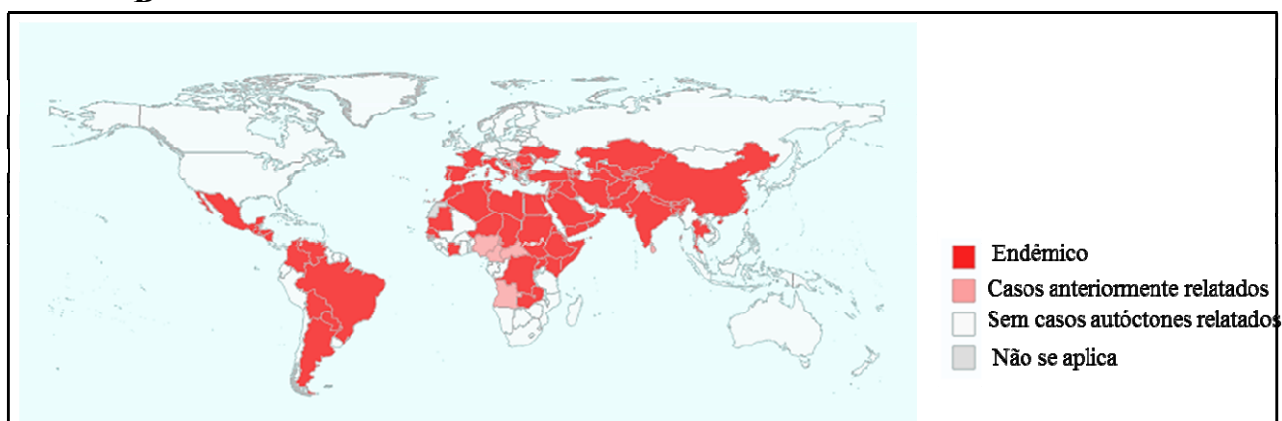 Endêmico
Casos anteriormente relatados
Sem casos autóctones relatados
Não se aplica